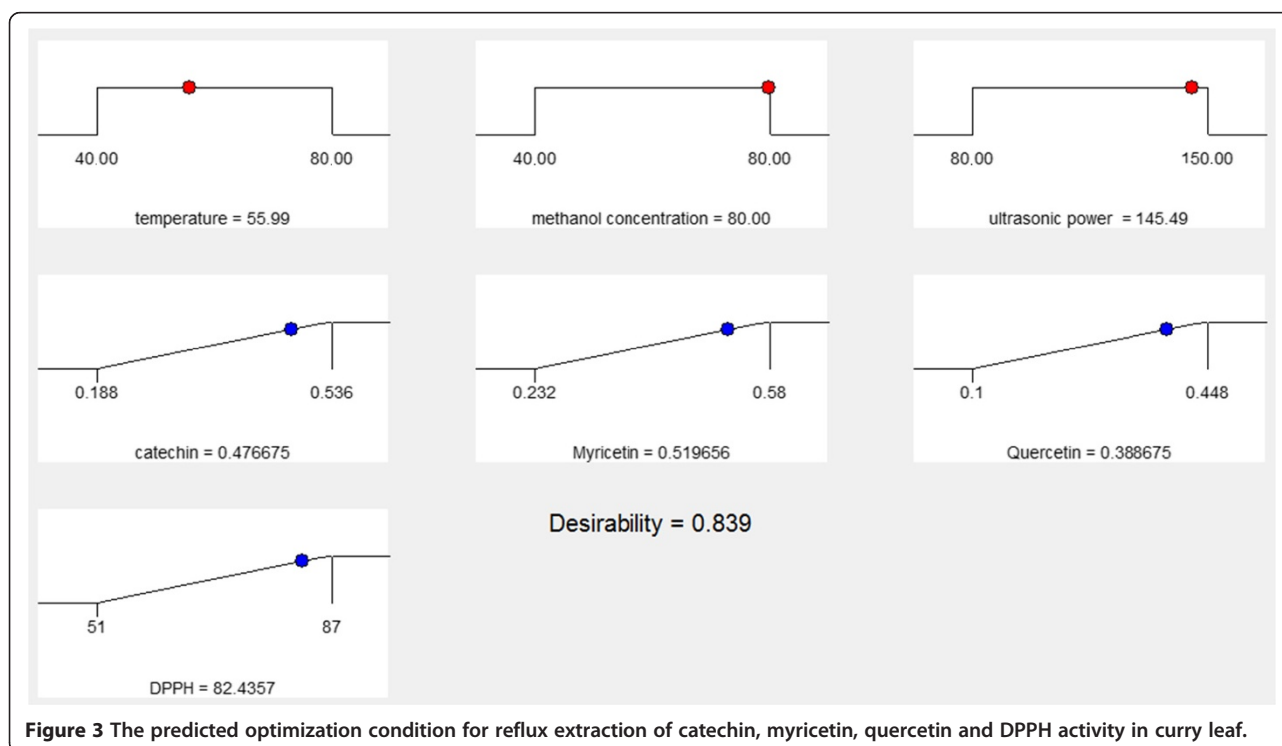 40.00 80.00
temperature = 55.99
40.00 80.00
methanol concentration = 80.00
80.00 150.00
ultrasonic power = 145.49
0.188 0.536
catechin = 0.476675
0.232 0.58
Myricetin = 0.519656
0.1 0.448
Quercetin = 0.388675
51 87
DPPH = 82.4357
Desirability = 0.839
Figure 3 The predicted optimization condition for reflux extraction of catechin, myricetin, quercetin and DPPH activity in curry leaf.